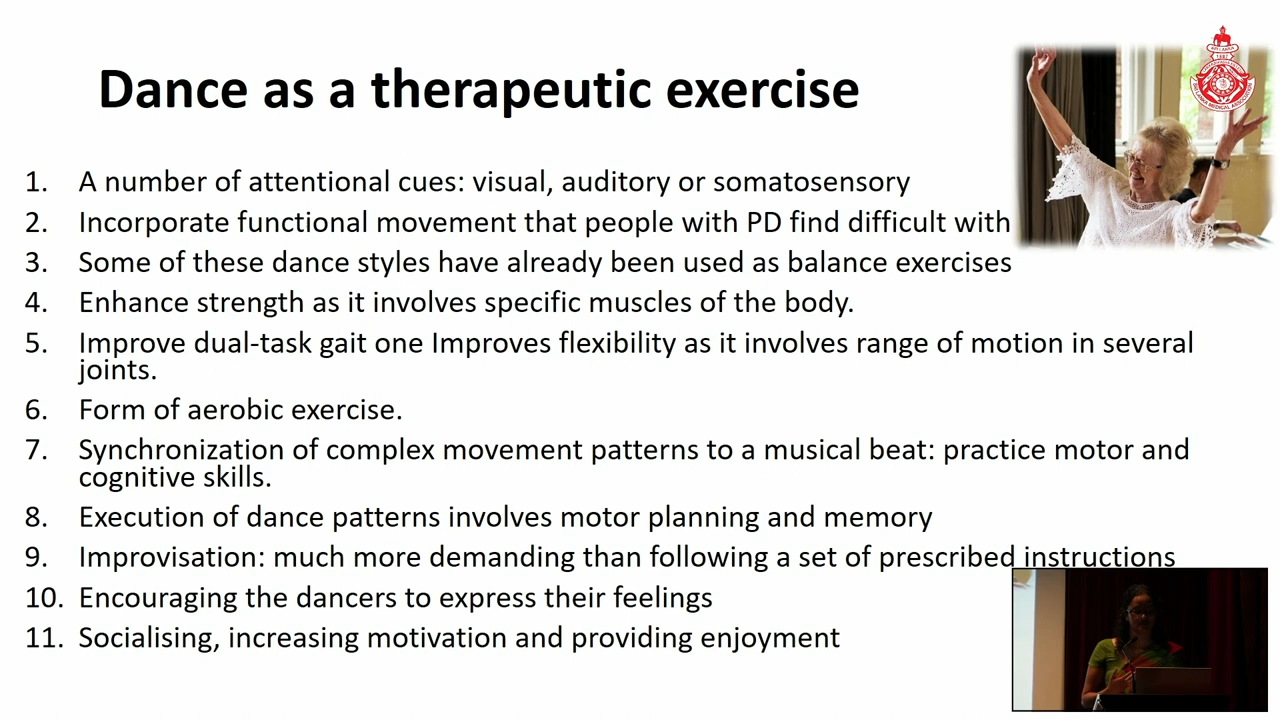 Dance as a therapeutic exercise
1. A number of attentional cues: visual, auditory or somatosensory
2. Incorporate functional movement that people with PD find difficult with
3. Some of these dance styles have already been used as balance exercises
4. Enhance strength as it involves specific muscles of the body.
5. Improve dual-task gait one Improves flexibility as it involves range of motion in several
joints.
6. Form of aerobic exercise.
7. Synchronization of complex movement patterns to a musical beat: practice motor and
cognitive skills.
8. Execution of dance patterns involves motor planning and memory
9. Improvisation: much more demanding than following a set of prescribed instructions
10. Encouraging the dancers to express their feelings
11. Socialising, increasing motivation and providing enjoyment